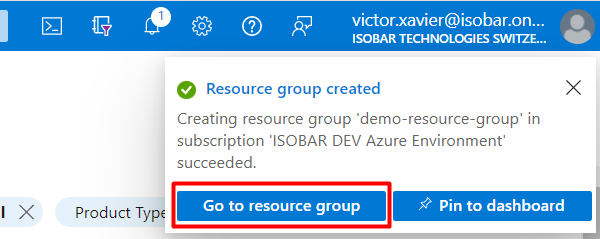 1
victor.xavier@isobar.on...
ISOBAR TECHNOLOGIES SWITZE...
Resource group created
Creating resource group 'demo-resource-group' in
subscription 'ISOBAR DEV Azure Environment'
succeeded.
Product Type
Go to resource group
Pin to dashboard